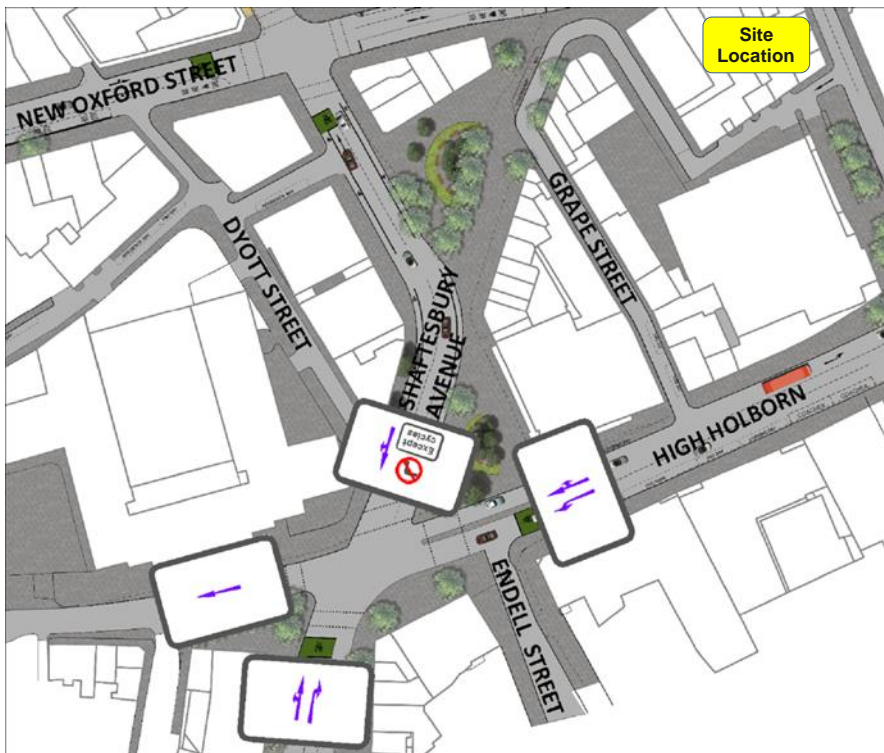 Site
Location
NEW OXFORD STREET
DYOTT STREET
GRAPE STREET
SHAFTESBURY
AVENUE
Except
cycles
HIGH HOLBORN
ENDELL STREET